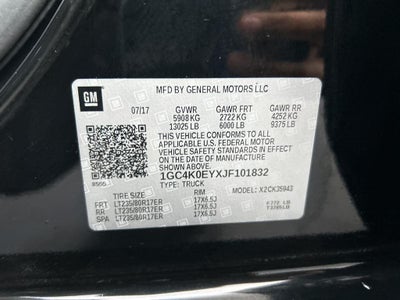 GM
MFD BY GENERAL MOTORS LLC
07/17 GVWR GAWR FRT GAWR RR
5908 KG 2722 KG 4252 KG
13025 LB 6000 LB 9375 LB
THIS VEHICLE CONFORMS TO ALL APPLICABLE
U.S. FEDERAL MOTOR VEHICLE SAFETY
STANDARDS IN EFFECT ON THE DATE OF
MANUFACTURE SHOWN ABOVE.
1GC4K0EYXJF101832
TYPE: TRUCK X2CK35943
TIRE SIZE RIM
FRT LT235/80R17ER 17X6.5J
RR LT235/80R17ER 17X6.5J
SPA LT235/80R17ER 17X6.5J